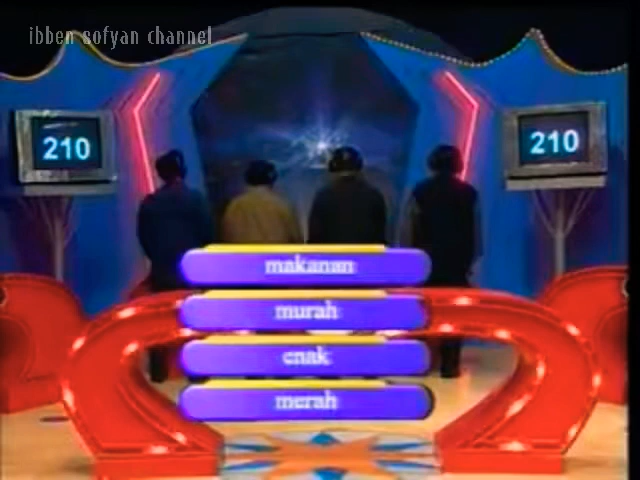 ibben sofyan channel
210
210
makanan
murah
enak
merah